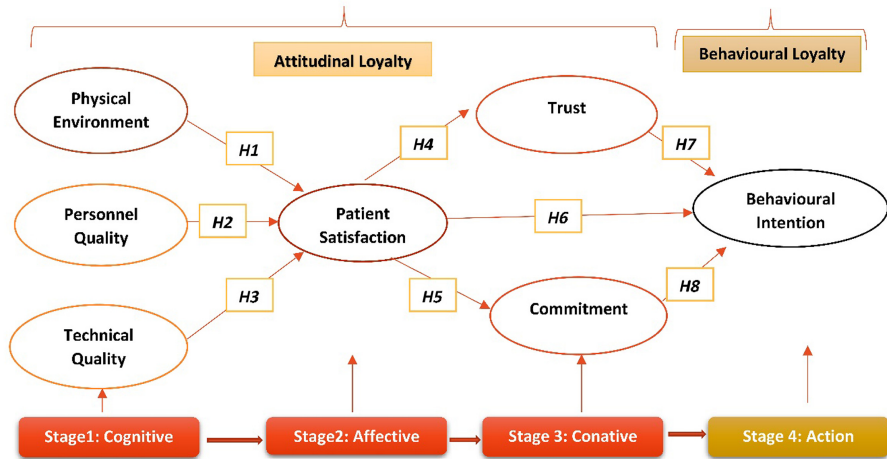 Attitudinal Loyalty
Behavioural Loyalty
Physical
Environment
Trust
H1
H4
H7
Personnel
Quality
H2
Patient
Satisfaction
H6
Behavioural
Intention
H3
H5
H8
Technical
Quality
Commitment
Stage1: Cognitive
Stage2: Affective
Stage 3: Conative
Stage 4: Action